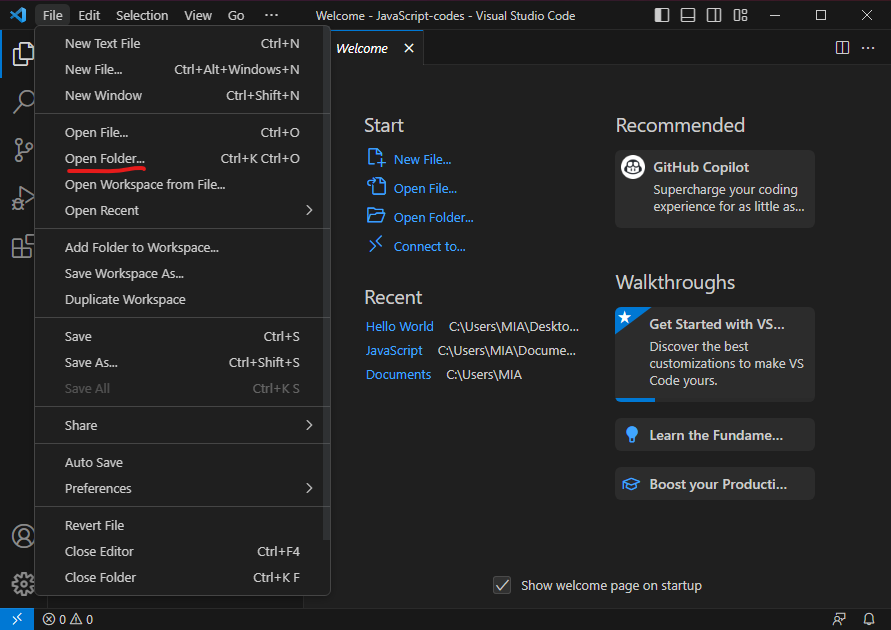 File Edit Selection View Go ··· Welcome - JavaScript-codes - Visual Studio Code
New Text File Ctrl+N
New File... Ctrl+Alt+Windows+N
New Window Ctrl+Shift+N
Open File... Ctrl+O
Open Folder... Ctrl+K Ctrl+O
Open Workspace from File...
Open Recent
Add Folder to Workspace...
Save Workspace As...
Duplicate Workspace
Save Ctrl+S
Save As... Ctrl+Shift+S
Save All Ctrl+K S
Share
Auto Save
Preferences
Revert File
Close Editor Ctrl+F4
Close Folder Ctrl+K F
Welcome
Start
New File...
Open File...
Open Folder...
Connect to...
Recent
Hello World C:\Users\MIA\Deskto...
JavaScript C:\Users\MIA\Docume...
Documents C:\Users\MIA
Recommended
GitHub Copilot
Supercharge your coding
experience for as little as...
Walkthroughs
Get Started with VS...
Discover the best
customizations to make VS
Code yours.
Learn the Fundame...
Boost your Producti...
Show welcome page on startup
0 0